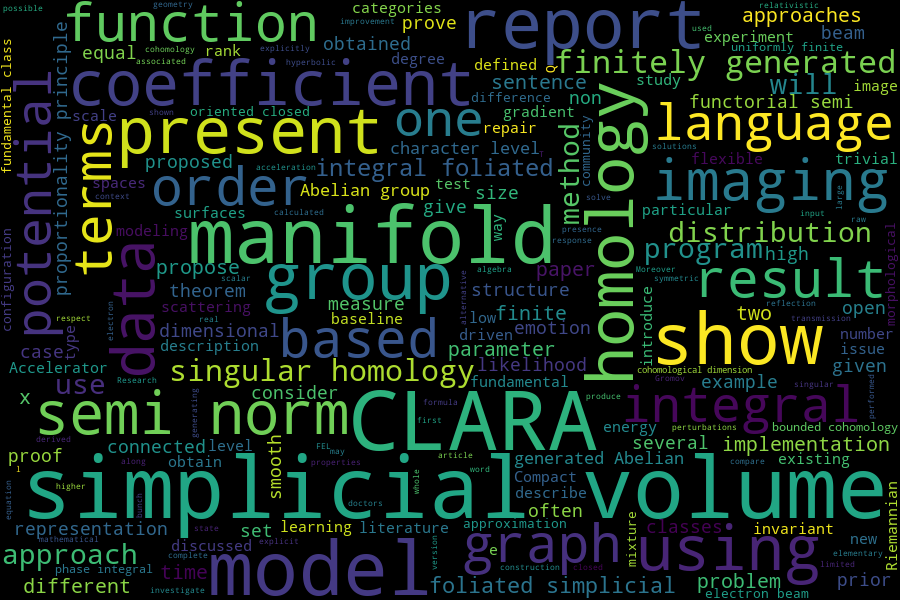 possible
geometry
categories
relativistic
function
improvement
prove
report
approaches
used
fundamental class
equal
cohomology
rank
explicitly
obtained
experiment
beam
associated
degree
uniformly finite
hyperbolic
defined
finitely generated
coefficient
sentence
study
will
image
potential
proportionality principle
difference
non
functorial semi
scale
shown
oriented closed
gradient
language
terms
present
one
repair
homology
method
community
character level
solutions
proposed
integral foliated
flexible
trivial
acceleration
spaces
order
Abelian group
test
size
solve
imaging
large
context
surfaces
calculated
give
way
particular
input
raw
modeling
manifold
presence
response
distribution
configuration
data
program
high
propose
scalar
group
algebra
paper
introduce
Moreover
symmetric
result
morphological
theorem
structure
scattering
measure
alternative
reflection
transmission
respect
electron
real
baseline
low
finite
two
open
type
dimensional
driven
emotion
show
number
case
description
based
parameter
issue
Accelerator
likelihood
cohomological dimension
given
Research
singular homology
fundamental
Gromov
example
singular
performed
use
consider
x
semi norm
generating
formula
CLARA
produce
integral
first
energy
perturbations
bounded cohomology
derived
connected
level
smooth
FEL
may
several
implementation
proof
obtain
article
generated Abelian
existing
1
along
properties
whole
word
Compact
compare
simplicial volume
higher
describe
equation
bunch
doctors
often
Riemannian
representation
state
set
learning
literature
approximation
mixture
classes
invariant
new
mathematical
discussed
explicit
version
graph
e
using
elementary
approach
complete
model
construction
closed
limited
phase integral
time
different
investigate
foliated simplicial
problem
prior
electron beam